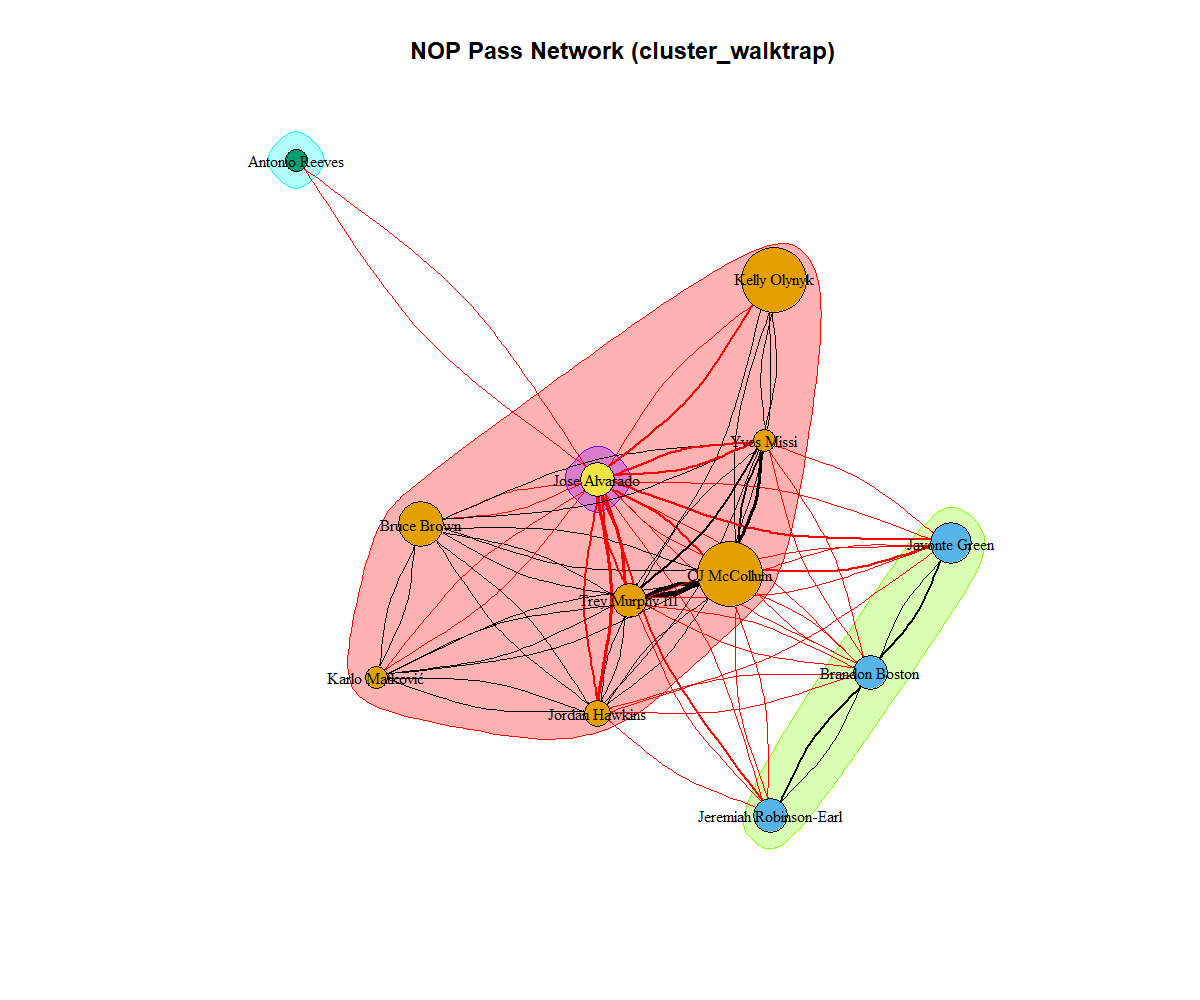 NOP Pass Network (cluster_walktrap)
Antonio Reeves
Kelly Olynyk
Yves Missi
Jose Alvarado
Bruce Brown
Javonte Green
CJ McCollum
Trey Murphy III
Brandon Boston
Karlo Matković
Jordan Hawkins
Jeremiah Robinson-Earl